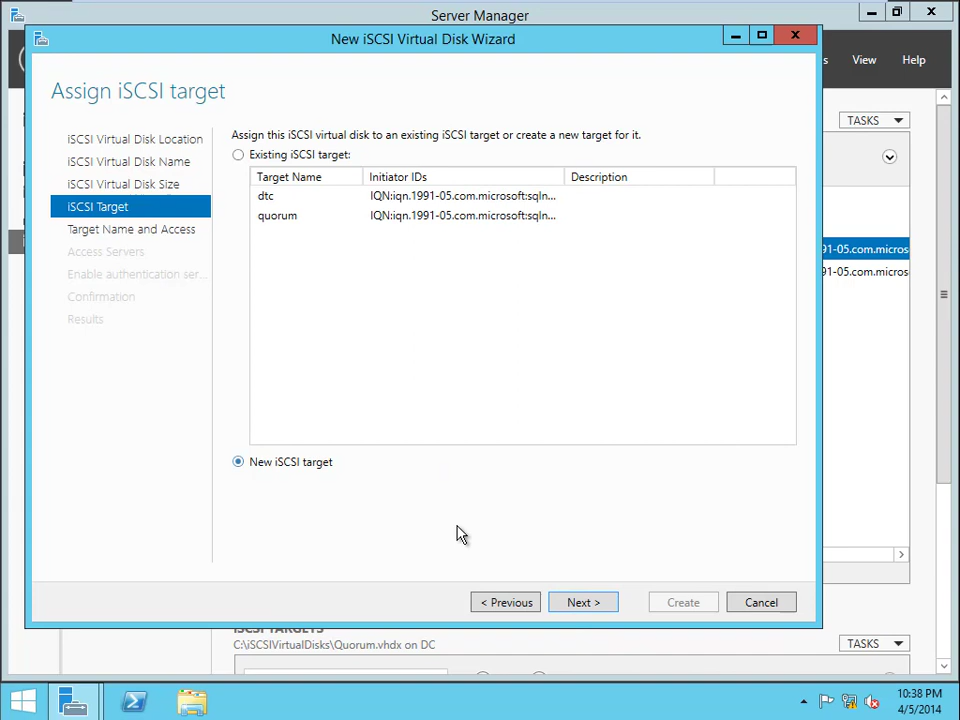 Server Manager
New iSCSI Virtual Disk Wizard
View
Help
Assign iSCSI target
TASKS
iSCSI Virtual Disk Location
iSCSI Virtual Disk Name
iSCSI Virtual Disk Size
iSCSI Target
Target Name and Access
Access Servers
Enable authentication ser...
Confirmation
Results
Assign this iSCSI virtual disk to an existing iSCSI target or create a new target for it.
Existing iSCSI target:
Target Name Initiator IDs Description
dtc IQN:iqn.1991-05.com.microsoft:sqln...
quorum IQN:iqn.1991-05.com.microsoft:sqln...
91-05.com.micros
91-05.com.micros
New iSCSI target
< Previous Next > Create Cancel
iSCSI TARGETS
C:\iSCSIVirtualDisks\Quorum.vhdx on DC
TASKS
10:38 PM
4/5/2014